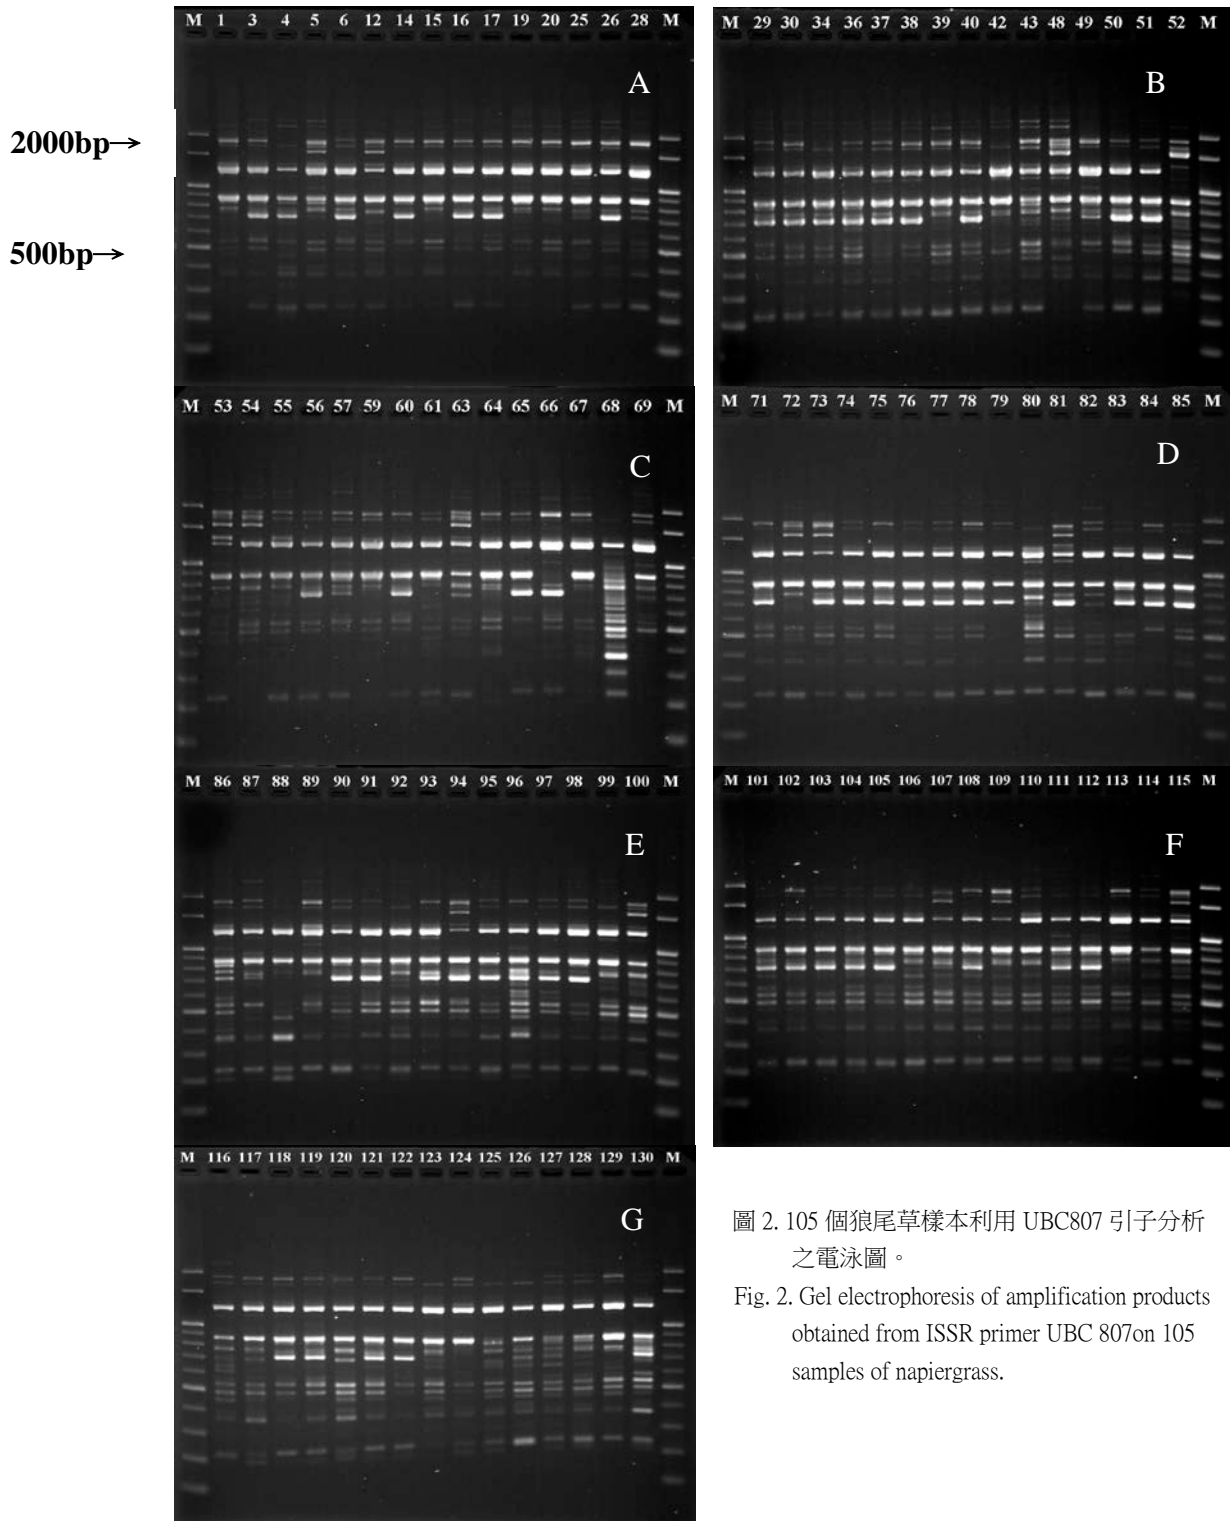 M 1 3 4 5 6 12 14 15 16 17 19 20 25 26 28 M
A
2000bp→
500bp→
M 29 30 34 36 37 38 39 40 42 43 48 49 50 51 52 M
B
M 53 54 55 56 57 59 60 61 63 64 65 66 67 68 69 M
C
M 71 72 73 74 75 76 77 78 79 80 81 82 83 84 85 M
D
M 86 87 88 89 90 91 92 93 94 95 96 97 98 99 100 M
E
M 101 102 103 104 105 106 107 108 109 110 111 112 113 114 115 M
F
M 116 117 118 119 120 121 122 123 124 125 126 127 128 129 130 M
G
圖 2. 105 個狼尾草樣本利用 UBC807 引子分析
之電泳圖。
Fig. 2. Gel electrophoresis of amplification products
obtained from ISSR primer UBC 807on 105
samples of napiergrass.